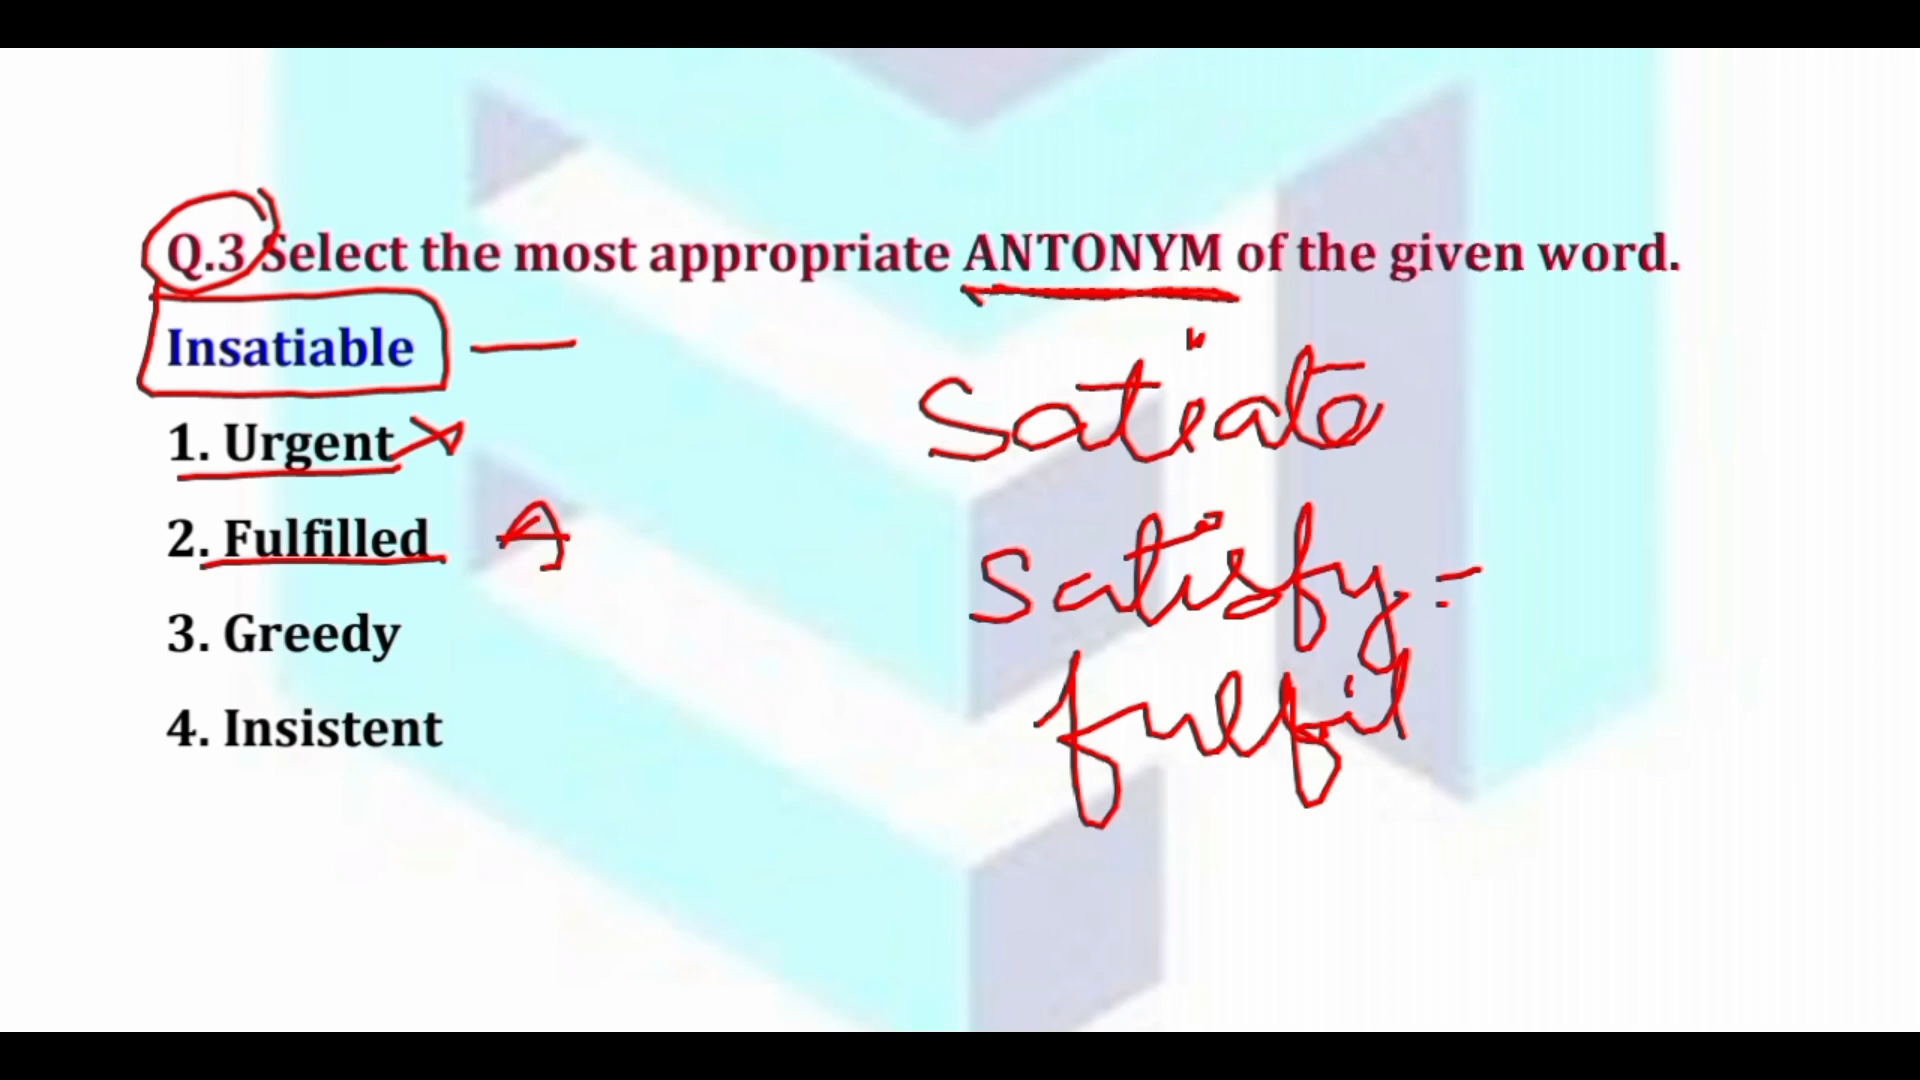 Q.3 Select the most appropriate ANTONYM of the given word.
Insatiable
1. Urgent
2. Fulfilled A
3. Greedy
4. Insistent
Satiate
Satisfy =
fulfil